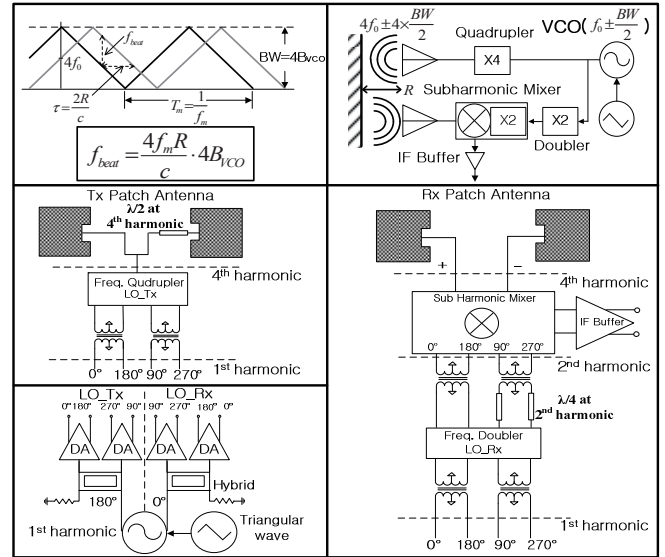 f_beat
4f₀
BW=4B_VCO
τ=2R/c
T_m=1/f_m
f_beat = 4f_m R/c · 4B_VCO
4f₀±4×BW/2
Quadrupler
VCO(f₀±BW/2)
X4
R
Subharmonic Mixer
X2
X2
Doubler
IF Buffer
Tx Patch Antenna
λ/2 at
4th harmonic
4th harmonic
Freq. Qudrupler
LO_Tx
1st harmonic
0° 180° 90° 270°
Rx Patch Antenna
+ −
4th harmonic
Sub Harmonic Mixer
IF Buffer
0° 180° 90° 270°
2nd harmonic
λ/4 at
2nd harmonic
Freq. Doubler
LO_Rx
1st harmonic
0° 180° 90° 270°
LO_Tx LO_Rx
0° 180° 270° 90° 90° 270° 180° 0°
DA DA DA DA
Hybrid
180° 0°
1st harmonic
Triangular
wave